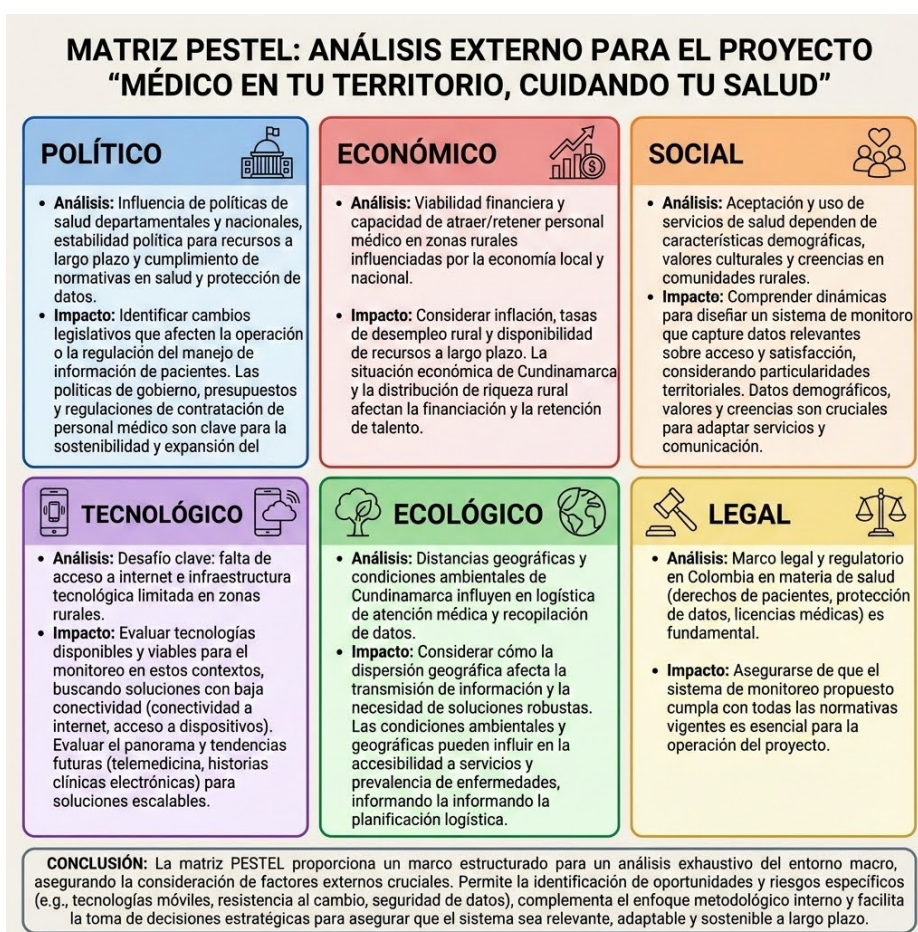 MATRIZ PESTEL: ANÁLISIS EXTERNO PARA EL PROYECTO
“MÉDICO EN TU TERRITORIO, CUIDANDO TU SALUD”
POLÍTICO
• Análisis: Influencia de políticas de
salud departamentales y nacionales,
estabilidad política para recursos a
largo plazo y cumplimiento de
normativas en salud y protección de
datos.
• Impacto: Identificar cambios
legislativos que afecten la operación
o la regulación del manejo de
información de pacientes. Las
políticas de gobierno, presupuestos
y regulaciones de contratación de
personal médico son clave para la
sostenibilidad y expansión del
ECONÓMICO
• Análisis: Viabilidad financiera y
capacidad de atraer/retener personal
médico en zonas rurales
influenciadas por la economía local y
nacional.
Impacto: Considerar inflación, tasas
de desempleo rural y disponibilidad
de recursos a largo plazo. La
situación económica de Cundinamarca
y la distribución de riqueza rural
afectan la financiación y la retención
de talento.
SOCIAL
• Análisis: Aceptación y uso de
servicios de salud dependen de
características demográficas,
valores culturales y creencias en
comunidades rurales.
• Impacto: Comprender dinámicas
para diseñar un sistema de monitoro
que capture datos relevantes
sobre acceso y satisfacción,
considerando particularidades
territoriales. Datos demográficos,
valores y creencias son cruciales
para adaptar servicios y
comunicación.
TECNOLÓGICO
• Análisis: Desafío clave: falta de
acceso a internet e infraestructura
tecnológica limitada en zonas
rurales.
• Impacto: Evaluar tecnologías
disponibles y viables para el
monitoreo en estos contextos,
buscando soluciones con baja
conectividad (conectividad a
internet, acceso a dispositivos).
Evaluar el panorama y tendencias
futuras (telemedicina, historias
clínicas electrónicas) para
soluciones escalables.
ECOLÓGICO
• Análisis: Distancias geográficas y
condiciones ambientales de
Cundinamarca influyen en logística
de atención médica y recopilación
de datos.
• Impacto: Considerar cómo la
dispersión geográfica afecta la
transmisión de información y la
necesidad de soluciones robustas.
Las condiciones ambientales y
geográficas pueden influir en la
accesibilidad a servicios y
prevalencia de enfermedades,
informando la informando la
planificación logística.
LEGAL
• Análisis: Marco legal y regulatorio
en Colombia en materia de salud
(derechos de pacientes, protección
de datos, licencias médicas) es
fundamental.
• Impacto: Asegurarse de que el
sistema de monitoreo propuesto
cumpla con todas las normativas
vigentes es esencial para la
operación del proyecto.
CONCLUSIÓN: La matriz PESTEL proporciona un marco estructurado para un análisis exhaustivo del entorno macro,
asegurando la consideración de factores externos cruciales. Permite la identificación de oportunidades y riesgos específicos
(e.g., tecnologías móviles, resistencia al cambio, seguridad de datos), complementa el enfoque metodológico interno y facilita
la toma de decisiones estratégicas para asegurar que el sistema sea relevante, adaptable y sostenible a largo plazo.